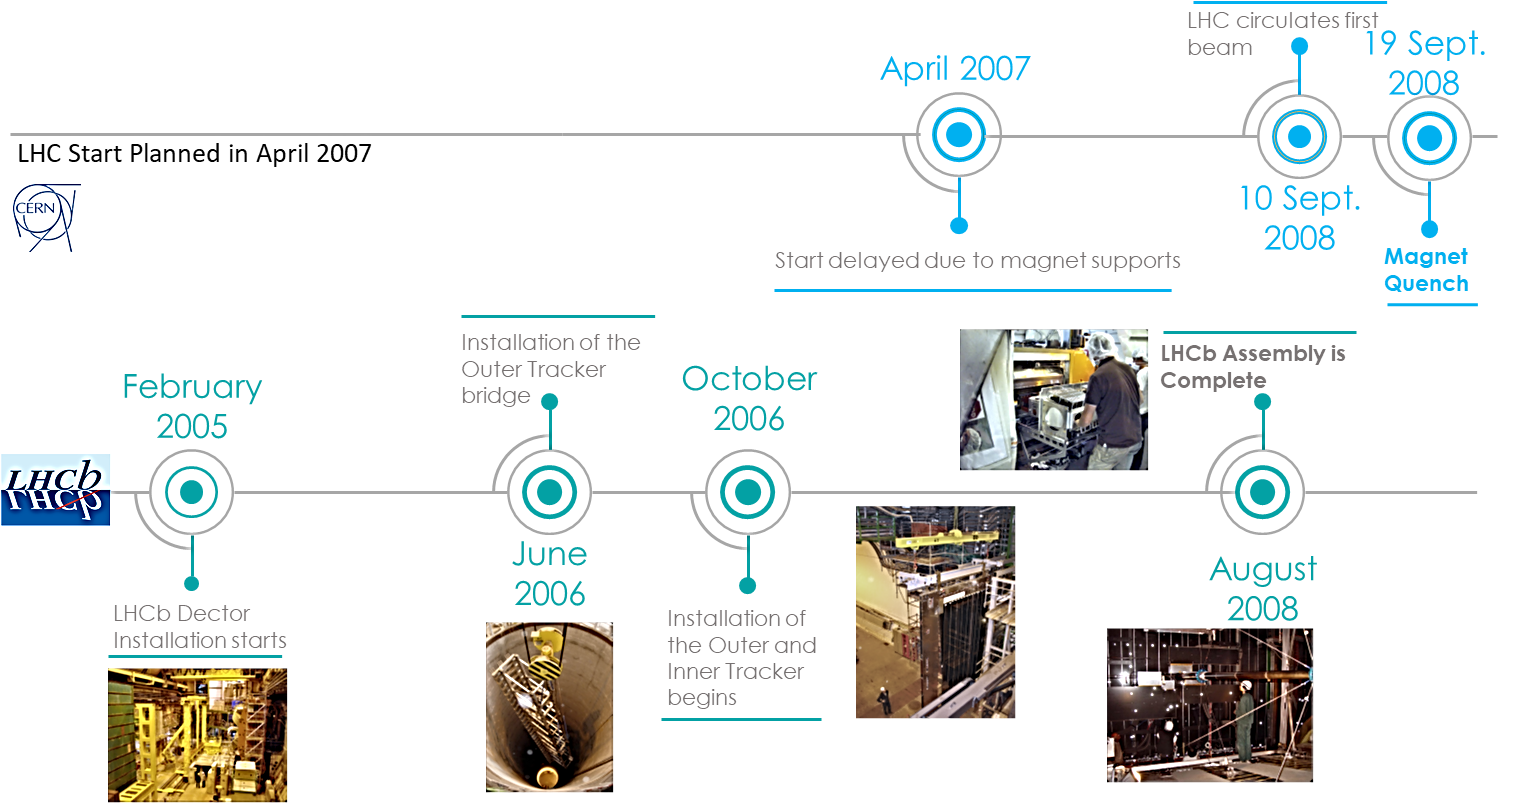 LHC circulates first
beam
April 2007
19 Sept.
2008
LHC Start Planned in April 2007
CERN
10 Sept.
2008
Start delayed due to magnet supports
Magnet
Quench
Installation of the
Outer Tracker
bridge
LHCb Assembly is
Complete
February
2005
October
2006
LHCb
LHCb
June
2006
August
2008
LHCb Dector
Installation starts
Installation of
the Outer and
Inner Tracker
begins